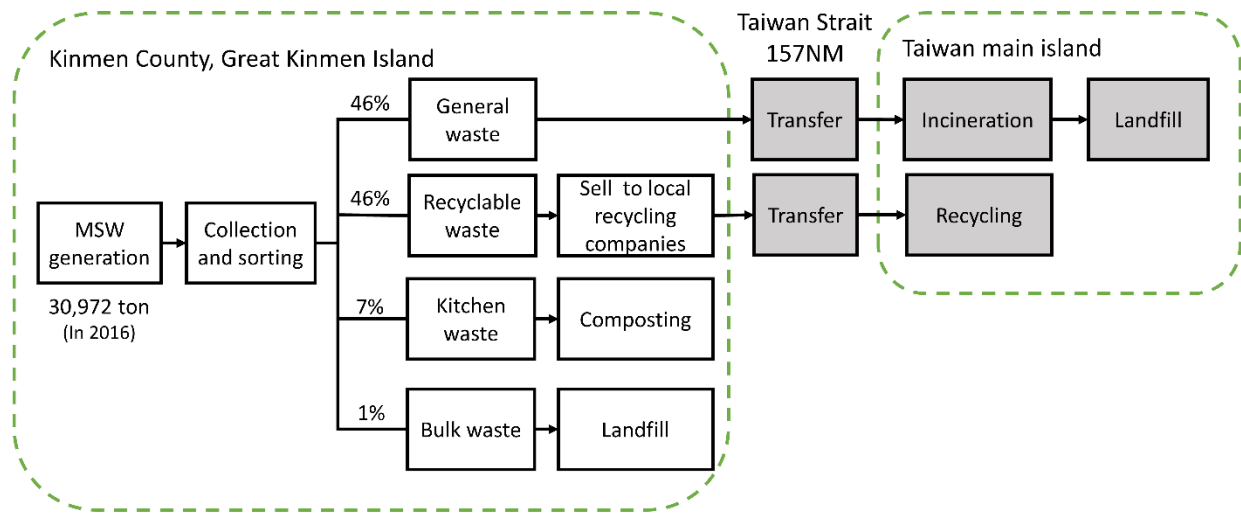 Kinmen County, Great Kinmen Island
Taiwan Strait
157NM
Taiwan main island
46%
General
waste
Transfer
Incineration
Landfill
46%
Recyclable
waste
Sell to local
recycling
companies
Transfer
Recycling
MSW
generation
30,972 ton
(In 2016)
Collection
and sorting
7%
Kitchen
waste
Composting
1%
Bulk waste
Landfill